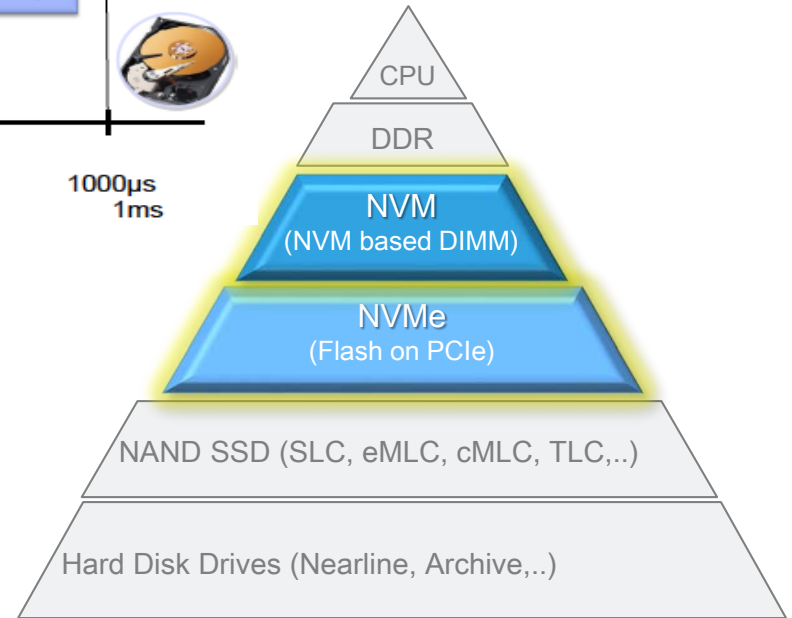 1000µs
1ms
CPU
DDR
NVM
(NVM based DIMM)
NVMe
(Flash on PCIe)
NAND SSD (SLC, eMLC, cMLC, TLC,..)
Hard Disk Drives (Nearline, Archive,..)